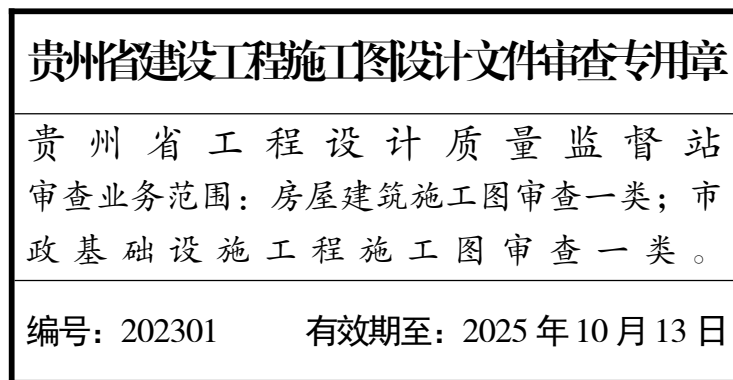 贵州省建设工程施工图设计文件审查专用章
贵州省工程设计质量监督站
审查业务范围：房屋建筑施工图审查一类；市
政基础设施工程施工图审查一类。
编号：202301 有效期至：2025年10月13日